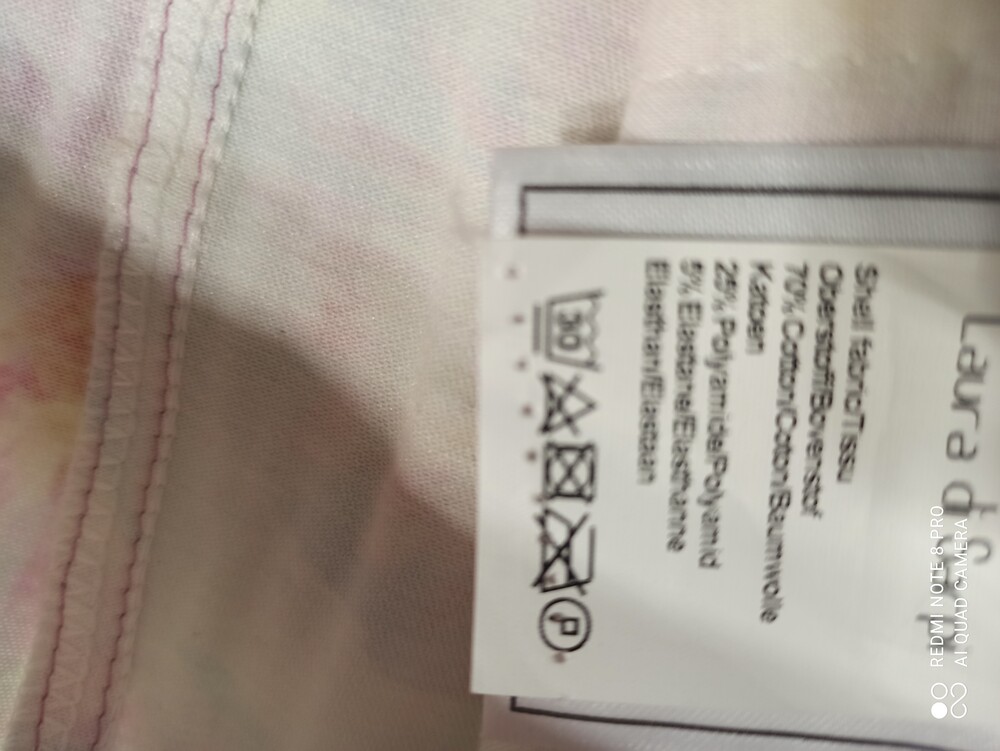 Laura
Shell fabric/Tissu
Oberstoff/Bovenstof
70% Cotton/Coton/Baumwolle
Katoen
25% Polyamide/Polyamid
5% Elastane/Elasthanne
Elasthan/Elastaan
30
P
REDMI NOTE 8 PRO
AI QUAD CAMERA